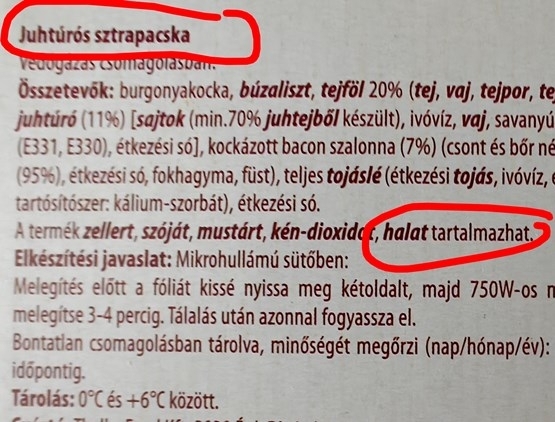 Juhtúrós sztrapacska
Védőgázas csomagolásban.
Összetevők: burgonyakocka, búzaliszt, tejföl 20% (tej, vaj, tejpor, te
juhtúró (11%) [sajtok (min.70% juhtejből készült), ivóvíz, vaj, savanyú
(E331, E330), étkezési só], kockázott bacon szalonna (7%) (csont és bőr né
(95%), étkezési só, fokhagyma, füst), teljes tojáslé (étkezési tojás, ivóvíz,
tartósítószer: kálium-szorbát), étkezési só.
A termék zellert, szóját, mustárt, kén-dioxidot, halat tartalmazhat.
Elkészítési javaslat: Mikrohullámú sütőben:
Melegítés előtt a fóliát kissé nyissa meg kétoldalt, majd 750W-os m
melegítse 3-4 percig. Tálalás után azonnal fogyassza el.
Bontatlan csomagolásban tárolva, minőségét megőrzi (nap/hónap/év):
időpontig.
Tárolás: 0°C és +6°C között.